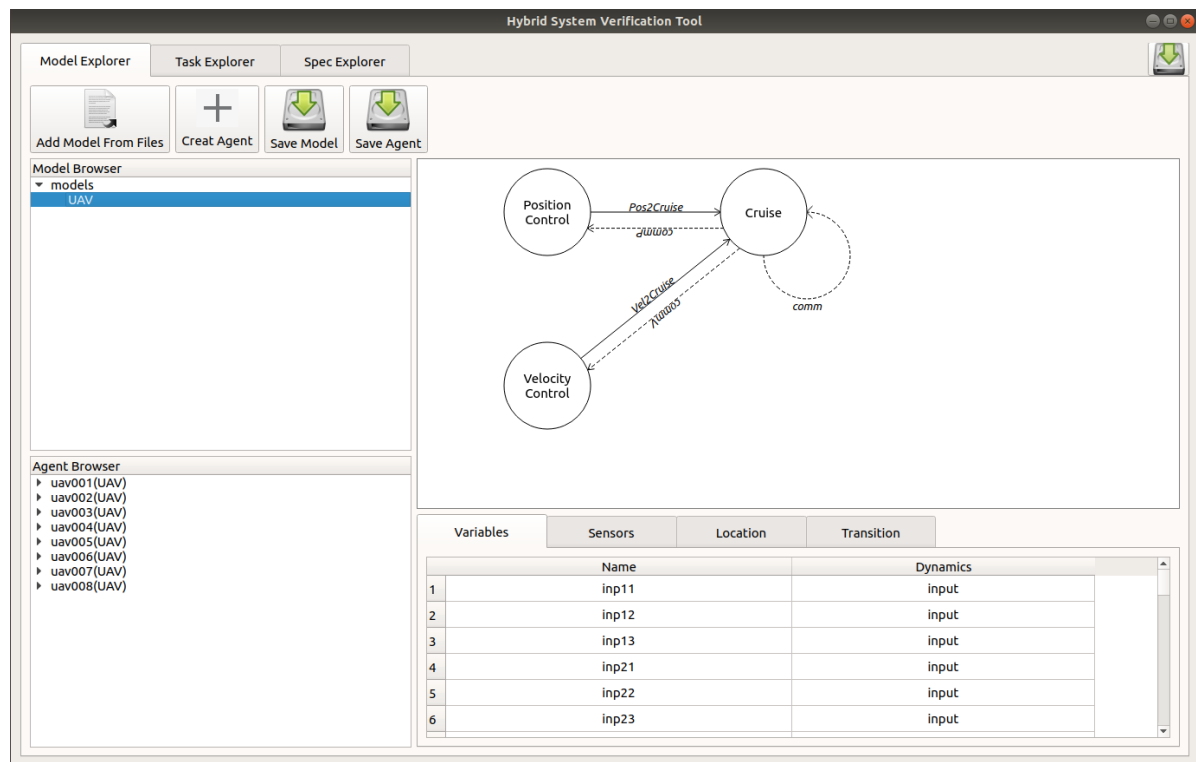 Hybrid System Verification Tool
Model Explorer
Task Explorer
Spec Explorer
Add Model From Files
Creat Agent
Save Model
Save Agent
Model Browser
models
UAV
Position
Control
Pos2Cruise
commP
Cruise
Vel2Cruise
commV
comm
Velocity
Control
Agent Browser
uav001(UAV)
uav002(UAV)
uav003(UAV)
uav004(UAV)
uav005(UAV)
uav006(UAV)
uav007(UAV)
uav008(UAV)
Variables
Sensors
Location
Transition
Name Dynamics
1 inp11 input
2 inp12 input
3 inp13 input
4 inp21 input
5 inp22 input
6 inp23 input